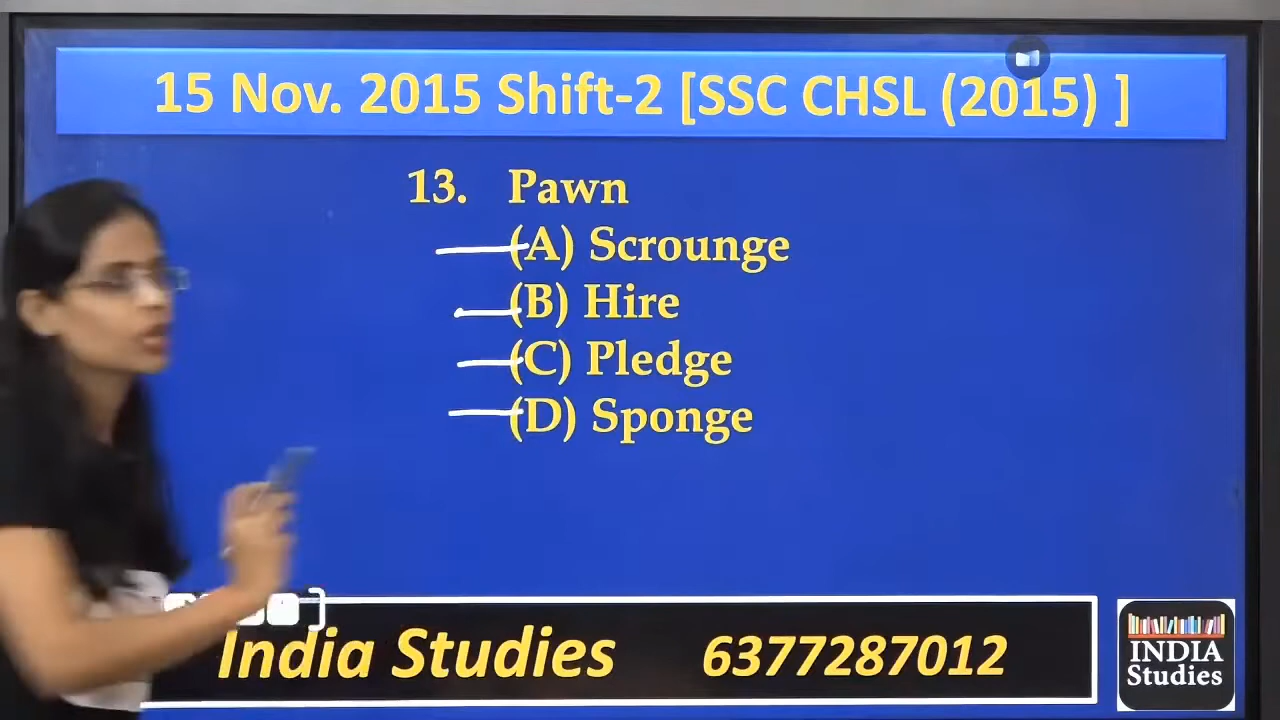 15 Nov. 2015 Shift-2 [SSC CHSL (2015) ]
13. Pawn
(A) Scrounge
(B) Hire
(C) Pledge
(D) Sponge
India Studies 6377287012
INDIA
Studies